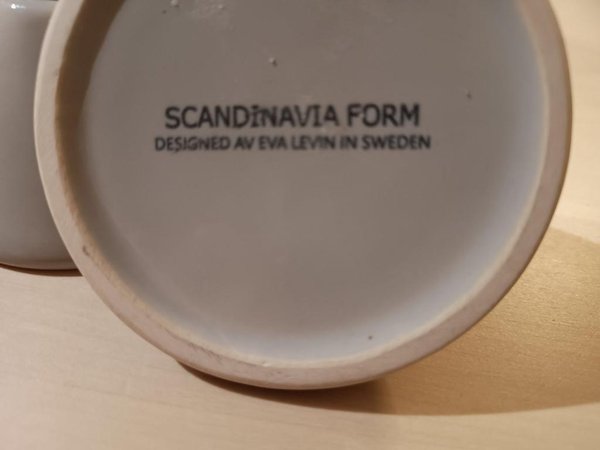 SCANDiNAVIA FORM
DESIGNED AV EVA LEVIN IN SWEDEN